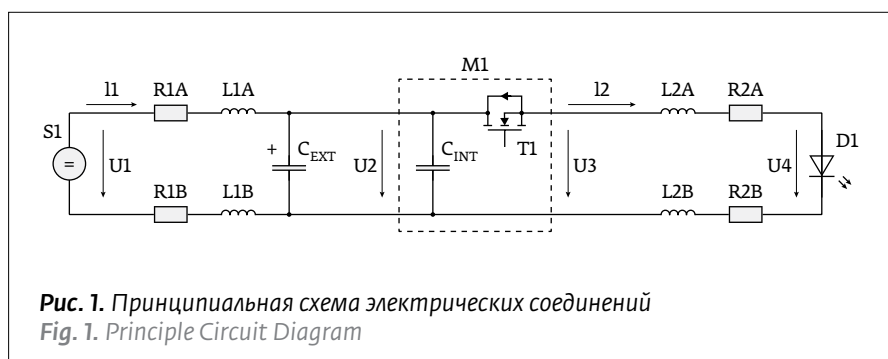 M1
I1
R1A
L1A
I2
L2A
R2A
S1
=
U1
+
C_EXT
U2
C_INT
T1
U3
U4
D1
R1B
L1B
L2B
R2B
Рис. 1. Принципиальная схема электрических соединений
Fig. 1. Principle Circuit Diagram